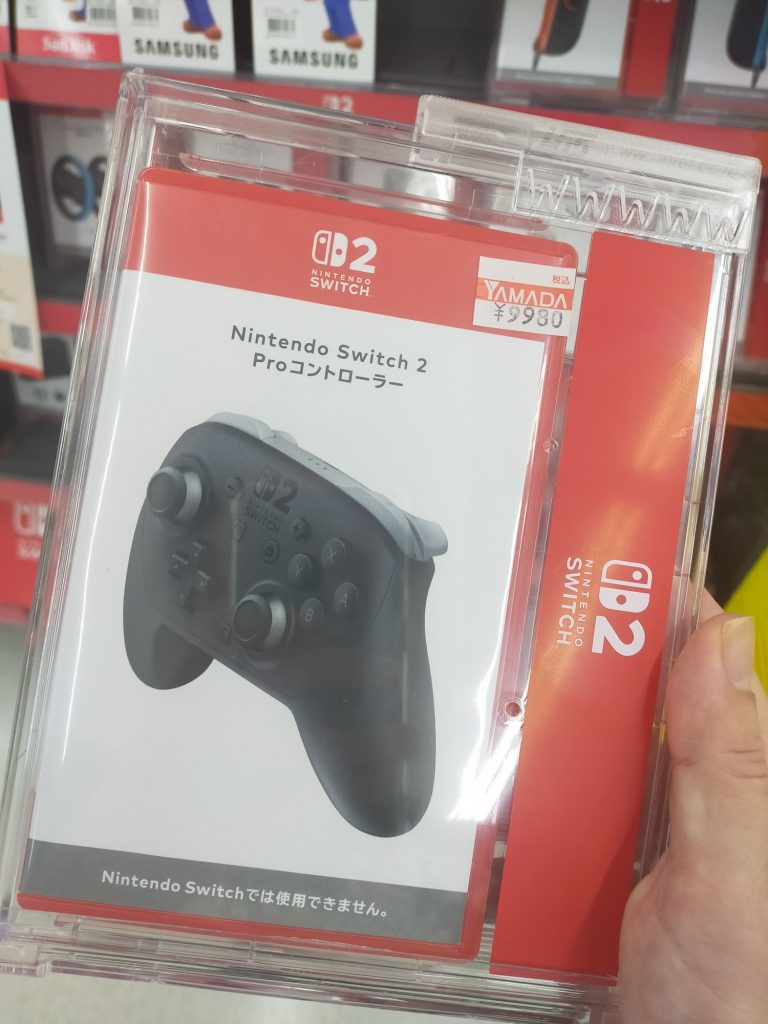 SanDisk
SAMSUNG
SAMSUNG
2
2
NINTENDO
SWITCH
税込
YAMADA
¥9980
Nintendo Switch 2
Proコントローラー
2
NINTENDO
SWITCH
X
Y
A
B
C
2
NINTENDO
SWITCH
Nintendo Switchでは使用できません。